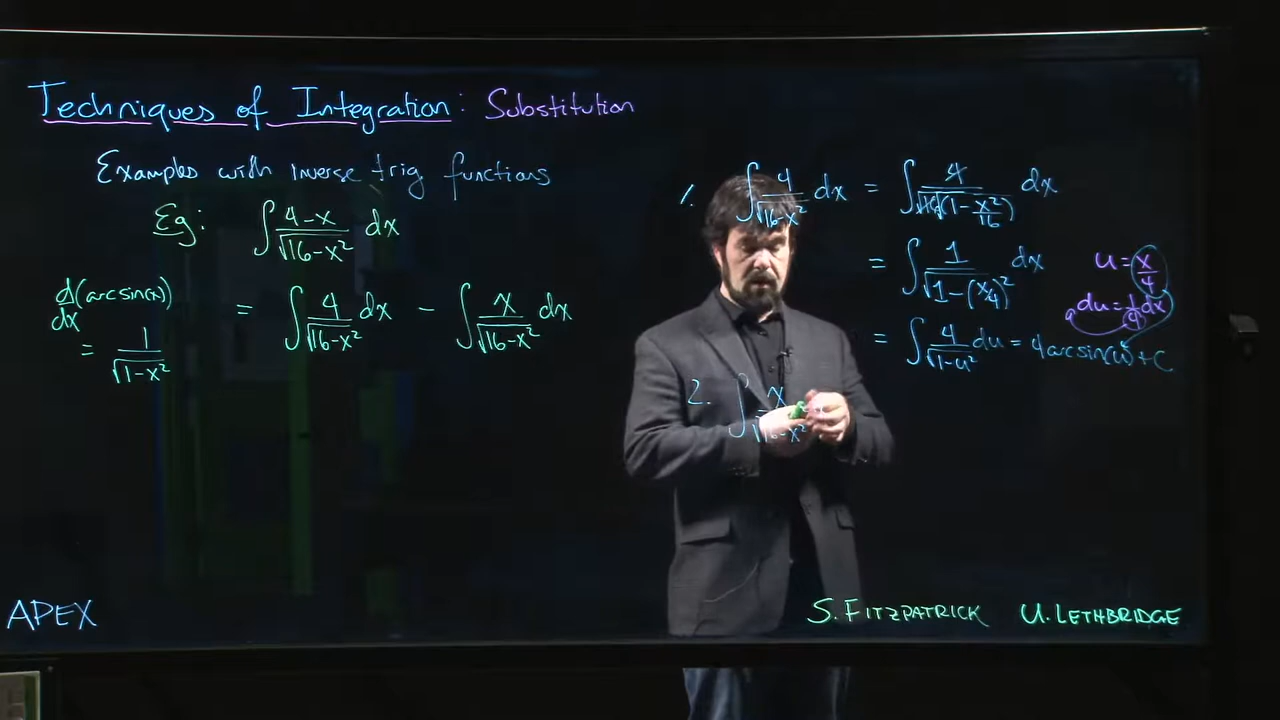 Techniques of Integration: Substitution
Examples with inverse trig functions
Eg: ∫ (4-x)/√(16-x²) dx
= ∫ 4/√(16-x²) dx - ∫ x/√(16-x²) dx
d/dx (arcsin(x))
= 1/√(1-x²)
1. ∫ 4/√(16-x²) dx = ∫ 4/√(16(1-x²/16)) dx
= ∫ 1/√(1-(x/4)²) dx
u = x/4
du = 1/4 dx
= ∫ 4/√(1-u²) du = 4arcsin(u) + C
2. ∫ x/√(16-x²)
APEX
S. FITZPATRICK U. LETHBRIDGE